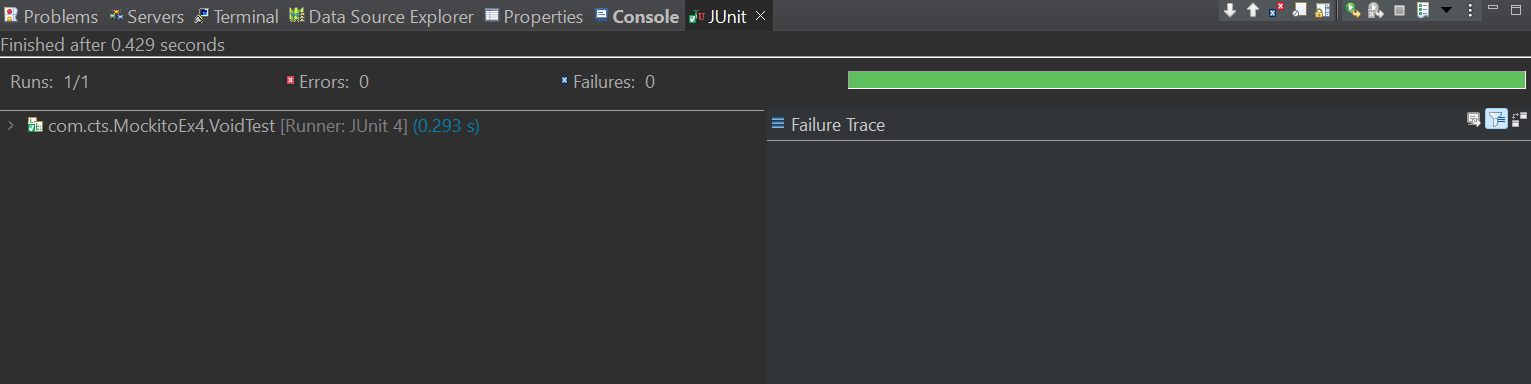 Problems Servers Terminal Data Source Explorer Properties Console JUnit
Finished after 0.429 seconds
Runs: 1/1 Errors: 0 Failures: 0
com.cts.MockitoEx4.VoidTest [Runner: JUnit 4] (0.293 s)
Failure Trace